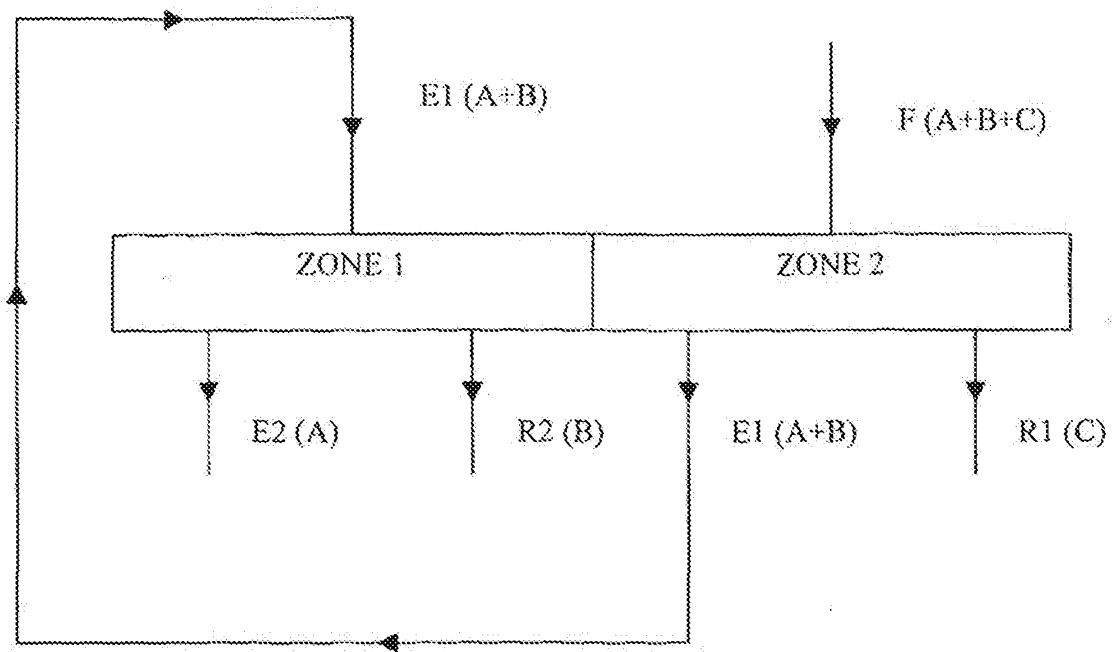 E1 (A+B)
F (A+B+C)
ZONE 1
ZONE 2
E2 (A)
R2 (B)
E1 (A+B)
R1 (C)